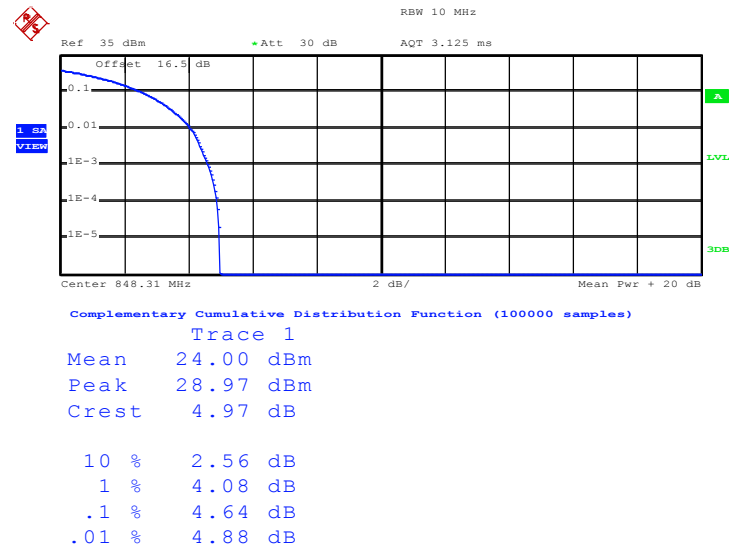 RBW 10 MHz
Ref 35 dBm *Att 30 dB AQT 3.125 ms
Offset 16.5 dB
0.1
A
0.01
1 SA
VIEW
1E-3
LVL
1E-4
1E-5
3DB
Center 848.31 MHz 2 dB/ Mean Pwr + 20 dB
Complementary Cumulative Distribution Function (100000 samples)
Trace 1
Mean 24.00 dBm
Peak 28.97 dBm
Crest 4.97 dB
10 % 2.56 dB
1 % 4.08 dB
.1 % 4.64 dB
.01 % 4.88 dB